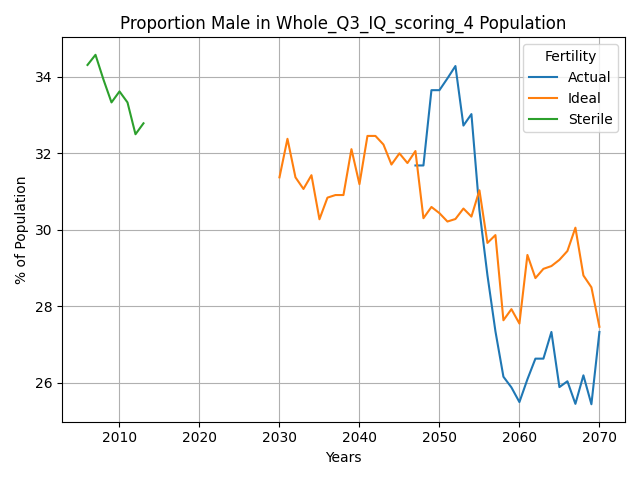 Proportion Male in Whole_Q3_IQ_scoring_4 Population
Fertility
Actual
Ideal
Sterile
34
32
30
28
26
% of Population
2010 2020 2030 2040 2050 2060 2070
Years